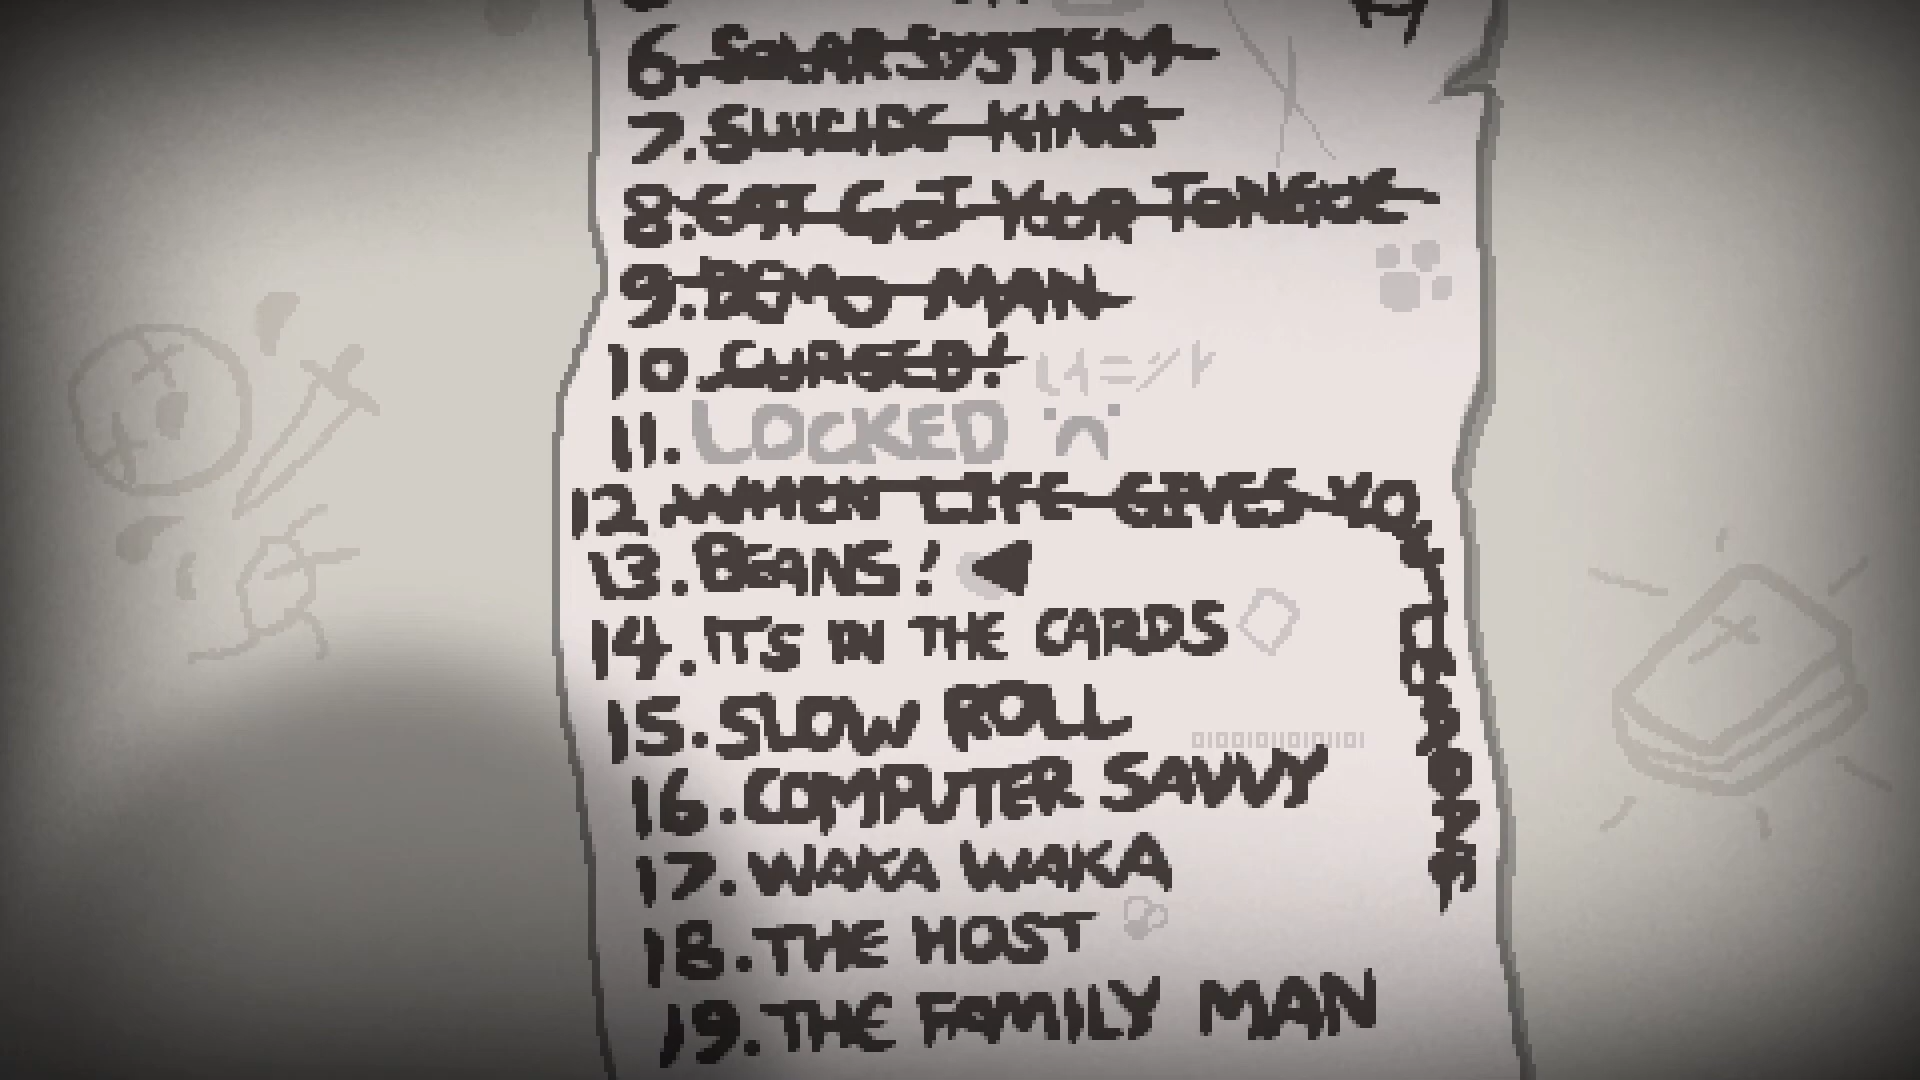 6. SOLAR SYSTEM
7. SUICIDE KING
8. CAT GOT YOUR TONGUE
9. DEMO MAN
10. CURSED!
11. LOCKED
12 WHEN LIFE GIVES YOU LEMONS
13. BEANS!
14. IT'S IN THE CARDS
15. SLOW ROLL
16. COMPUTER SAVVY
17. WAKA WAKA
18. THE HOST
19. THE FAMILY MAN